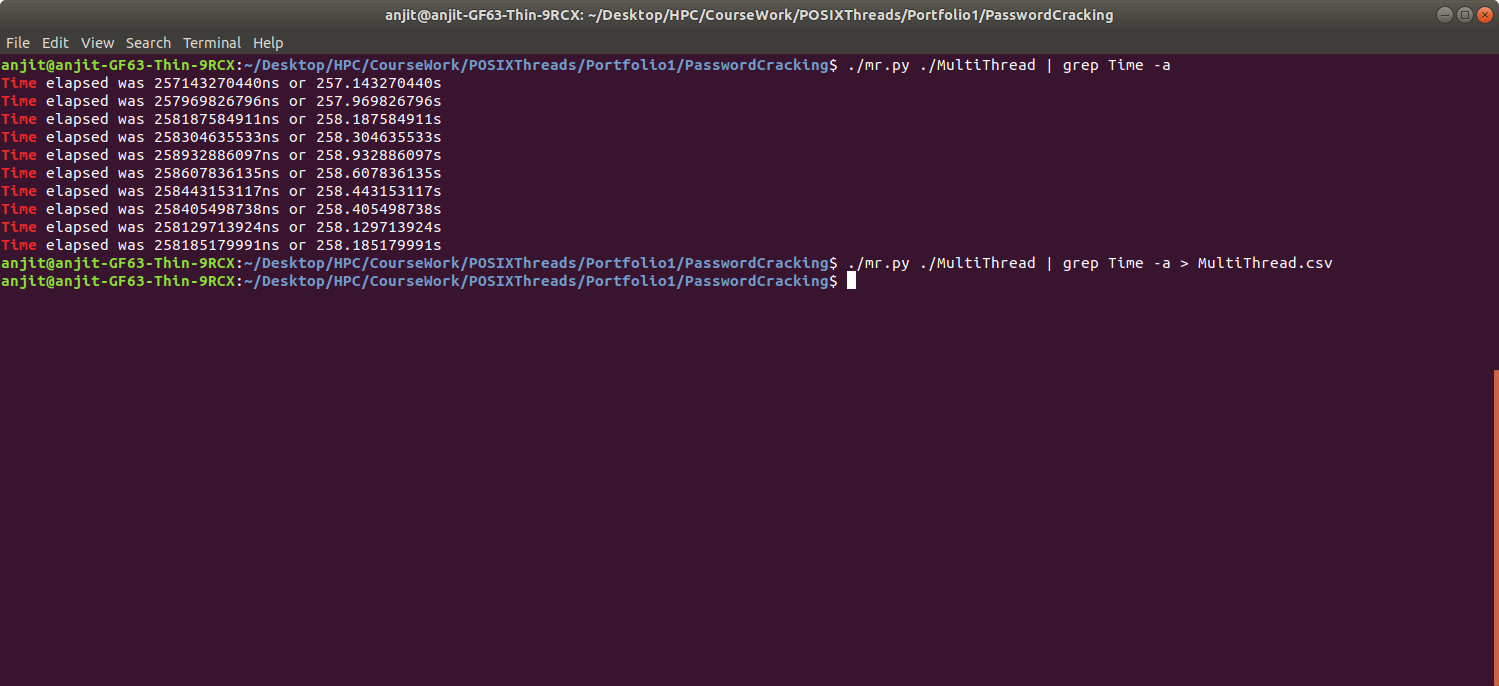 anjit@anjit-GF63-Thin-9RCX: ~/Desktop/HPC/CourseWork/POSIXThreads/Portfolio1/PasswordCracking
File Edit View Search Terminal Help
anjit@anjit-GF63-Thin-9RCX:~/Desktop/HPC/CourseWork/POSIXThreads/Portfolio1/PasswordCracking$ ./mr.py ./MultiThread | grep Time -a
Time elapsed was 257143270440ns or 257.143270440s
Time elapsed was 257969826796ns or 257.969826796s
Time elapsed was 258187584911ns or 258.187584911s
Time elapsed was 258304635533ns or 258.304635533s
Time elapsed was 258932886097ns or 258.932886097s
Time elapsed was 258607836135ns or 258.607836135s
Time elapsed was 258443153117ns or 258.443153117s
Time elapsed was 258405498738ns or 258.405498738s
Time elapsed was 258129713924ns or 258.129713924s
Time elapsed was 258185179991ns or 258.185179991s
anjit@anjit-GF63-Thin-9RCX:~/Desktop/HPC/CourseWork/POSIXThreads/Portfolio1/PasswordCracking$ ./mr.py ./MultiThread | grep Time -a > MultiThread.csv
anjit@anjit-GF63-Thin-9RCX:~/Desktop/HPC/CourseWork/POSIXThreads/Portfolio1/PasswordCracking$